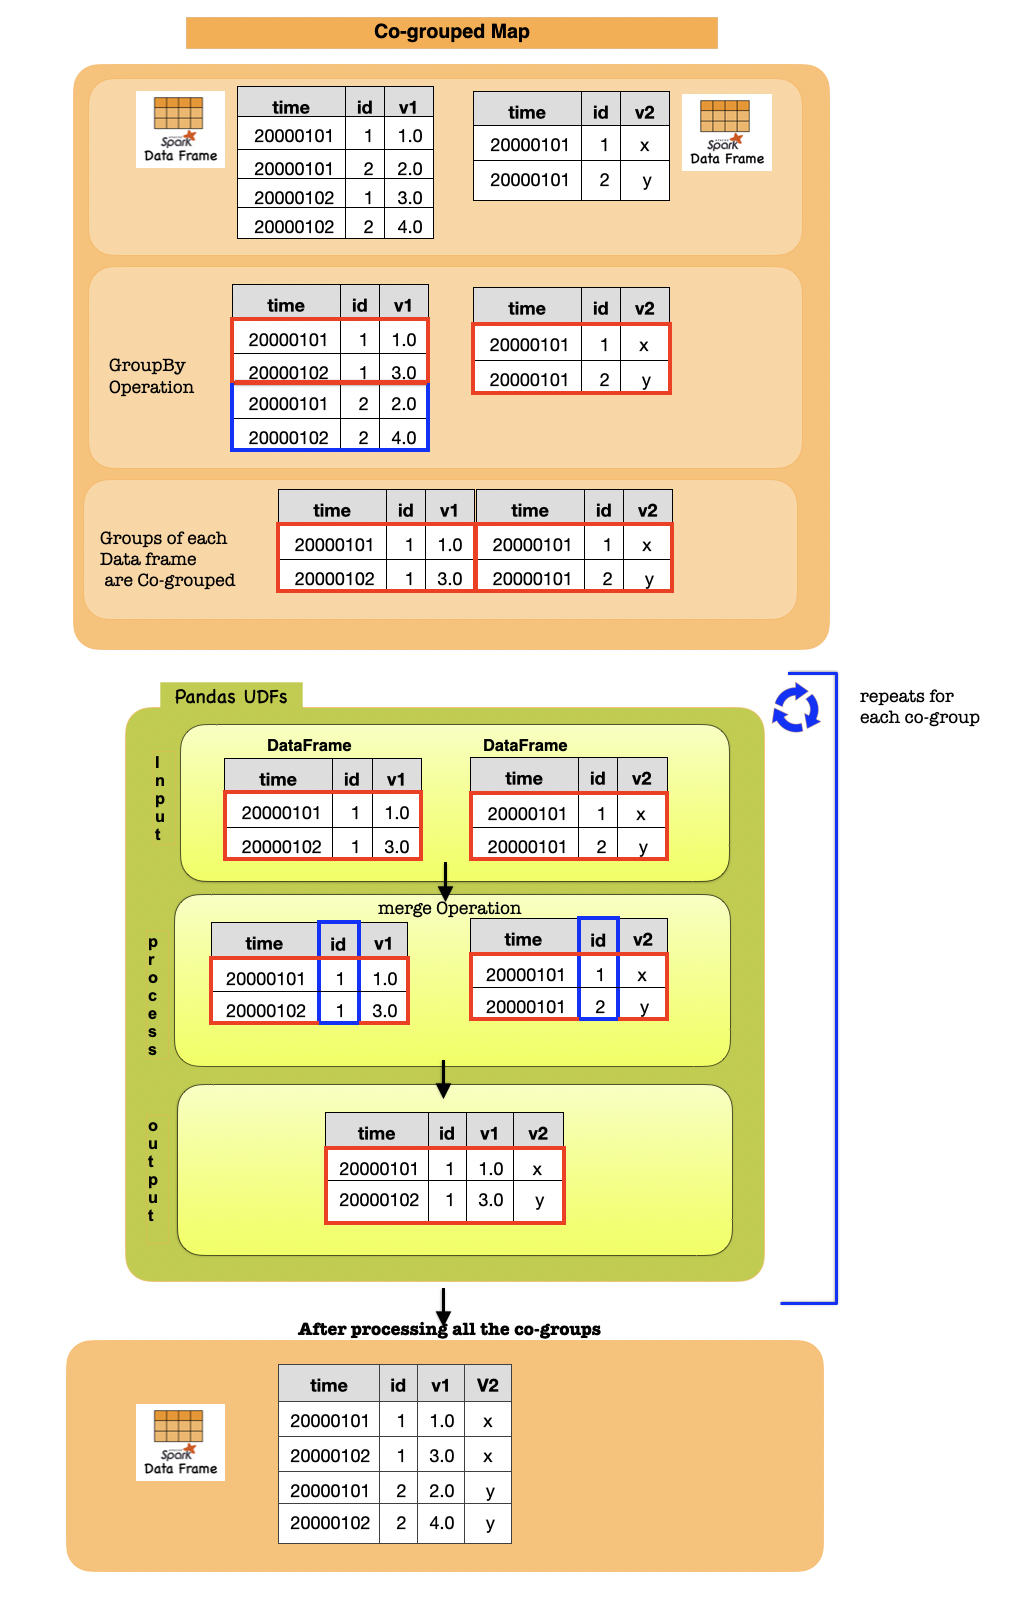 Co-grouped Map
Spark
Data Frame
time id v1
20000101 1 1.0
20000101 2 2.0
20000102 1 3.0
20000102 2 4.0
time id v2
20000101 1 x
20000101 2 y
Spark
Data Frame
GroupBy
Operation
time id v1
20000101 1 1.0
20000102 1 3.0
20000101 2 2.0
20000102 2 4.0
time id v2
20000101 1 x
20000101 2 y
Groups of each
Data frame
are Co-grouped
time id v1 time id v2
20000101 1 1.0 20000101 1 x
20000102 1 3.0 20000101 2 y
Pandas UDFs
repeats for
each co-group
Input
DataFrame
time id v1
20000101 1 1.0
20000102 1 3.0
DataFrame
time id v2
20000101 1 x
20000101 2 y
process
merge Operation
time id v1
20000101 1 1.0
20000102 1 3.0
time id v2
20000101 1 x
20000101 2 y
output
time id v1 v2
20000101 1 1.0 x
20000102 1 3.0 y
After processing all the co-groups
Spark
Data Frame
time id v1 V2
20000101 1 1.0 x
20000102 1 3.0 x
20000101 2 2.0 y
20000102 2 4.0 y